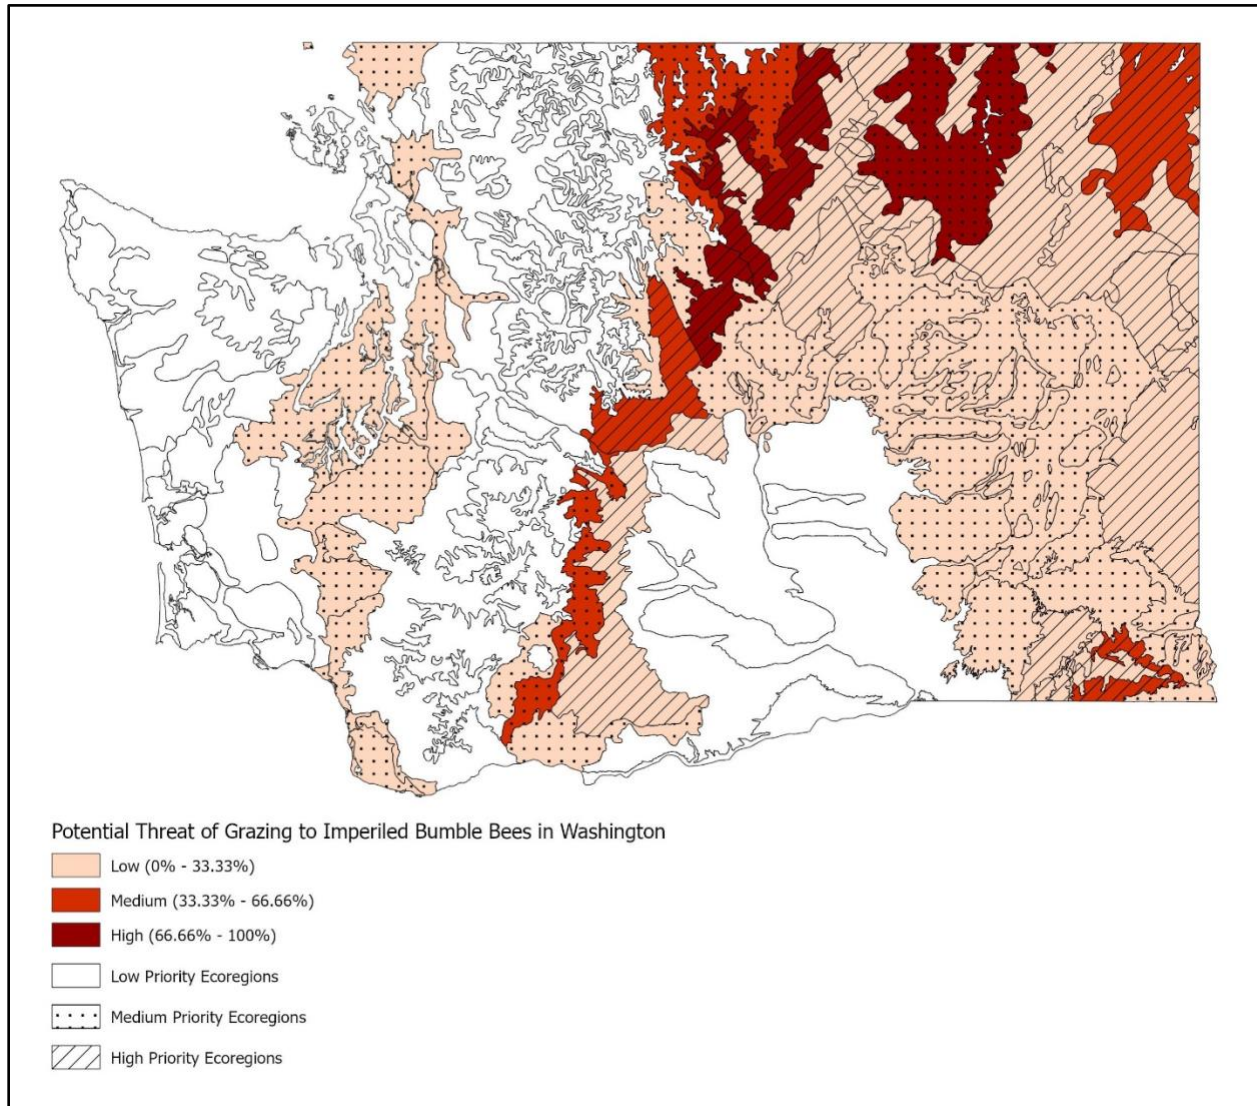 Potential Threat of Grazing to Imperiled Bumble Bees in Washington
Low (0% - 33.33%)
Medium (33.33% - 66.66%)
High (66.66% - 100%)
Low Priority Ecoregions
Medium Priority Ecoregions
High Priority Ecoregions